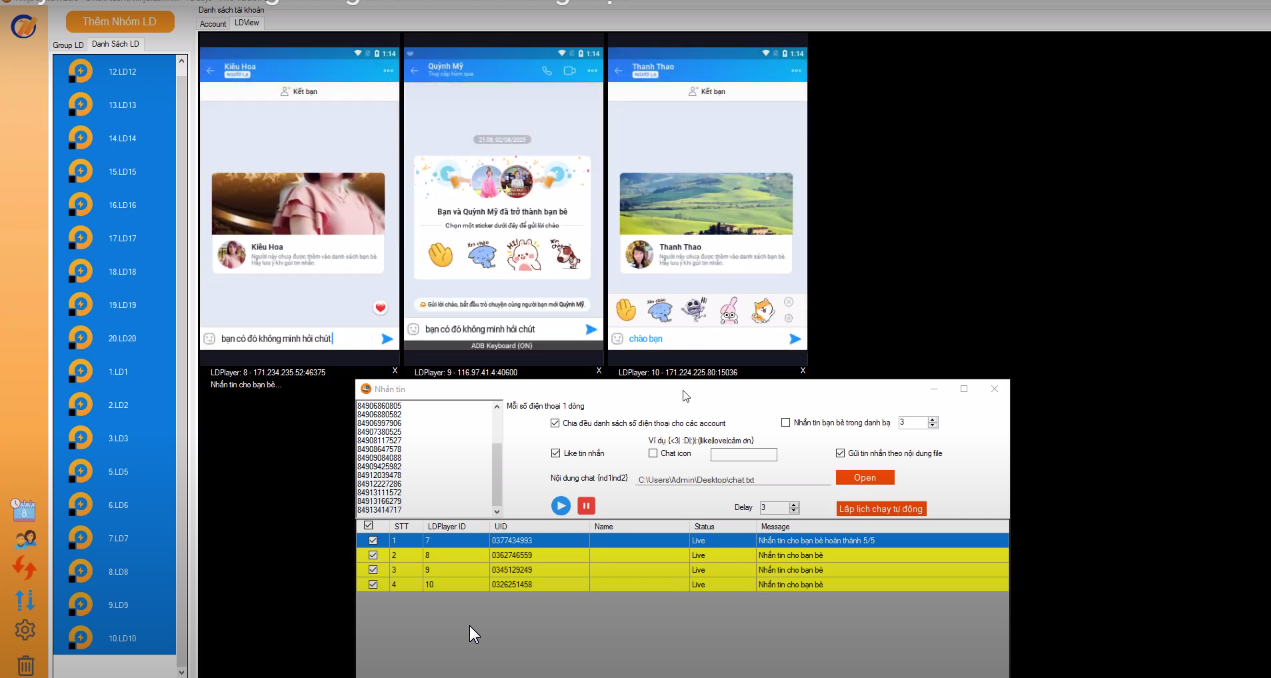 Danh sách tài khoản
Thêm Nhóm LD
Account
LDView
Group LD
Danh Sách LD
12.LD12
13.LD13
14.LD14
15.LD15
16.LD16
17.LD17
18.LD18
19.LD19
20.LD20
1.LD1
2.LD2
3.LD3
5.LD5
6.LD6
7.LD7
8.LD8
9.LD9
10.LD10
1:14
Kiều Hoa
NGƯỜI LẠ
Kết bạn
Kiều Hoa
Người này chưa được thêm vào danh sách bạn bè.
Hãy lưu ý khi gửi tin nhắn.
bạn có đó không mình hỏi chút
LDPlayer: 8 - 171.234.235.52:46375
X
Nhắn tin cho bạn bè...
1:14
Quỳnh Mỹ
Truy cập hôm qua
Bạn và Quỳnh Mỹ đã trở thành bạn bè
Chọn một sticker dưới đây để gửi lời chào
Gửi lời chào, bắt đầu trò chuyện cùng người bạn mới Quỳnh Mỹ.
bạn có đó không mình hỏi chút
ADB Keyboard (ON)
LDPlayer: 9 - 116.97.41.4:40600
X
1:14
Thanh Thao
NGƯỜI LẠ
Kết bạn
Thanh Thao
Người này chưa được thêm vào danh sách bạn bè.
Hãy lưu ý khi gửi tin nhắn.
chào bạn
LDPlayer: 10 - 171.224.225.80:15036
X
Nhắn tin
84906860805
84906880582
84906997906
84907380525
84908117527
84908647578
84909084088
84909425982
84912039478
84912227286
84913111572
84913166279
84913414717
Mỗi số điện thoại 1 dòng
Chia đều danh sách số điện thoại cho các account
Nhắn tin bạn bè trong danh bạ
3
Ví dụ {<3| :D|:)|:(|like|love|cảm ơn}
Like tin nhắn
Chat icon
Gửi tin nhắn theo nội dung file
Nội dung chat {nd1|nd2}
C:\Users\Admin\Desktop\chat.txt
Open
Delay
3
Lập lịch chạy tự động
STT LDPlayer ID UID Name Status Message
1 7 0377434993 Live Nhắn tin cho bạn bè hoàn thành 5/5
2 8 0362746559 Live Nhắn tin cho bạn bè
3 9 0345129249 Live Nhắn tin cho bạn bè
4 10 0326251458 Live Nhắn tin cho bạn bè